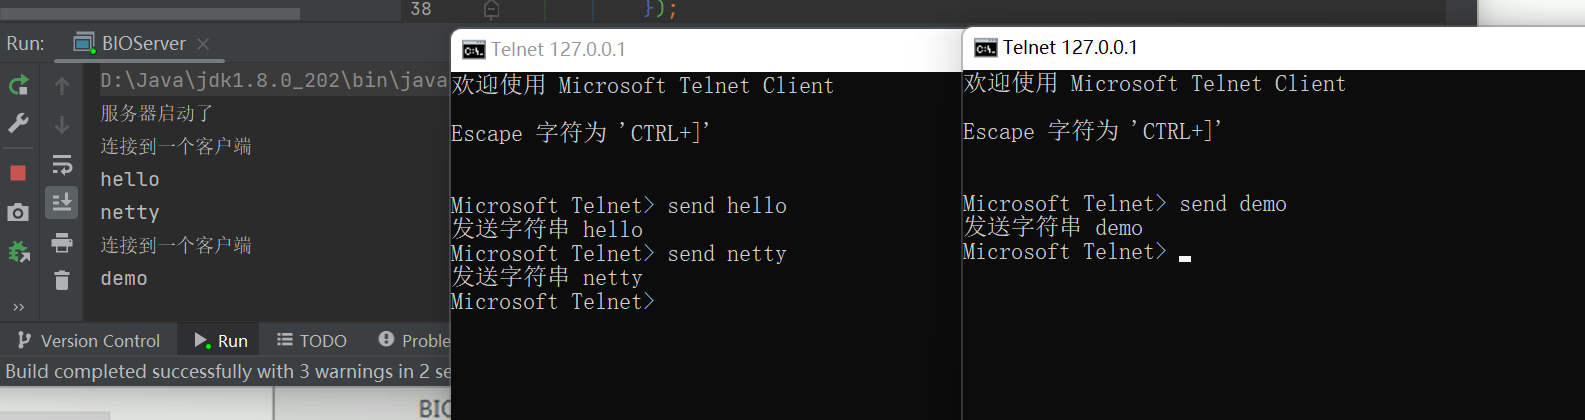 38
});
Run:
BIOServer
D:\Java\jdk1.8.0_202\bin\java
服务器启动了
连接到一个客户端
hello
netty
连接到一个客户端
demo
Version Control
Run
TODO
Proble
Build completed successfully with 3 warnings in 2 se
BIO
Telnet 127.0.0.1
欢迎使用 Microsoft Telnet Client
Escape 字符为 'CTRL+]'
Microsoft Telnet> send hello
发送字符串 hello
Microsoft Telnet> send netty
发送字符串 netty
Microsoft Telnet>
Telnet 127.0.0.1
欢迎使用 Microsoft Telnet Client
Escape 字符为 'CTRL+]'
Microsoft Telnet> send demo
发送字符串 demo
Microsoft Telnet>